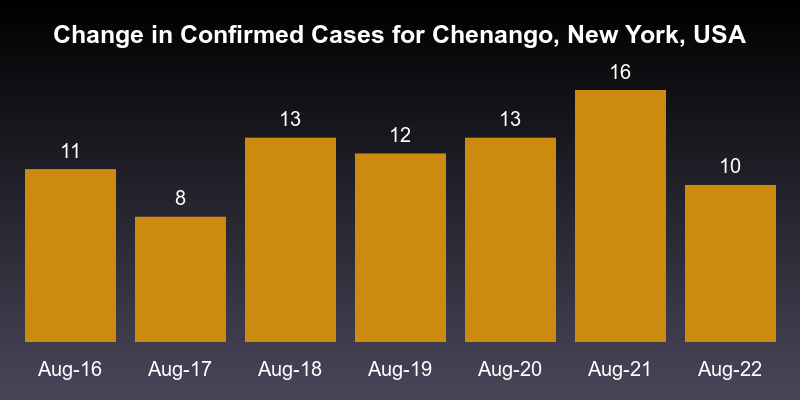 Change in Confirmed Cases for Chenango, New York, USA
11
8
13
12
13
16
10
Aug-16
Aug-17
Aug-18
Aug-19
Aug-20
Aug-21
Aug-22